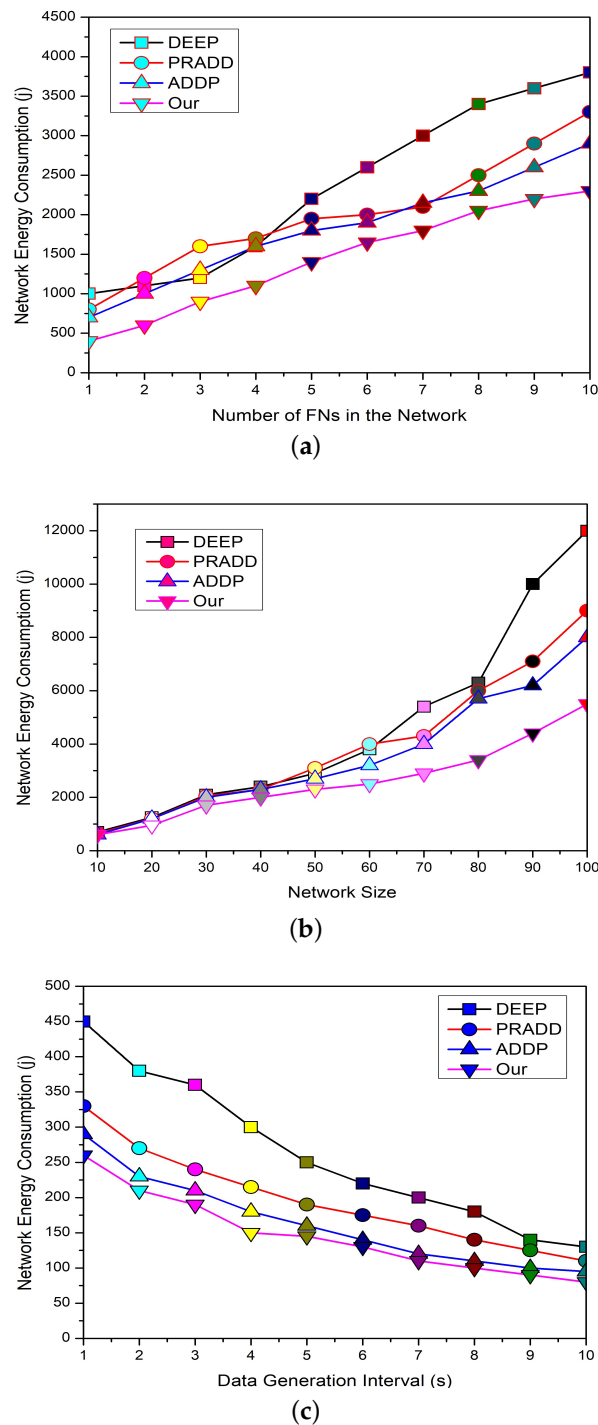 4500
4000
3500
3000
2500
2000
1500
1000
500
0
Network Energy Consumption (j)
DEEP
PRADD
ADDP
Our
1 2 3 4 5 6 7 8 9 10
Number of FNs in the Network
(a)
12000
10000
8000
6000
4000
2000
0
Network Energy Consumptiom (j)
DEEP
PRADD
ADDP
Our
10 20 30 40 50 60 70 80 90 100
Network Size
(b)
500
450
400
350
300
250
200
150
100
50
0
Network Energy Consumption (j)
DEEP
PRADD
ADDP
Our
1 2 3 4 5 6 7 8 9 10
Data Generation Interval (s)
(c)